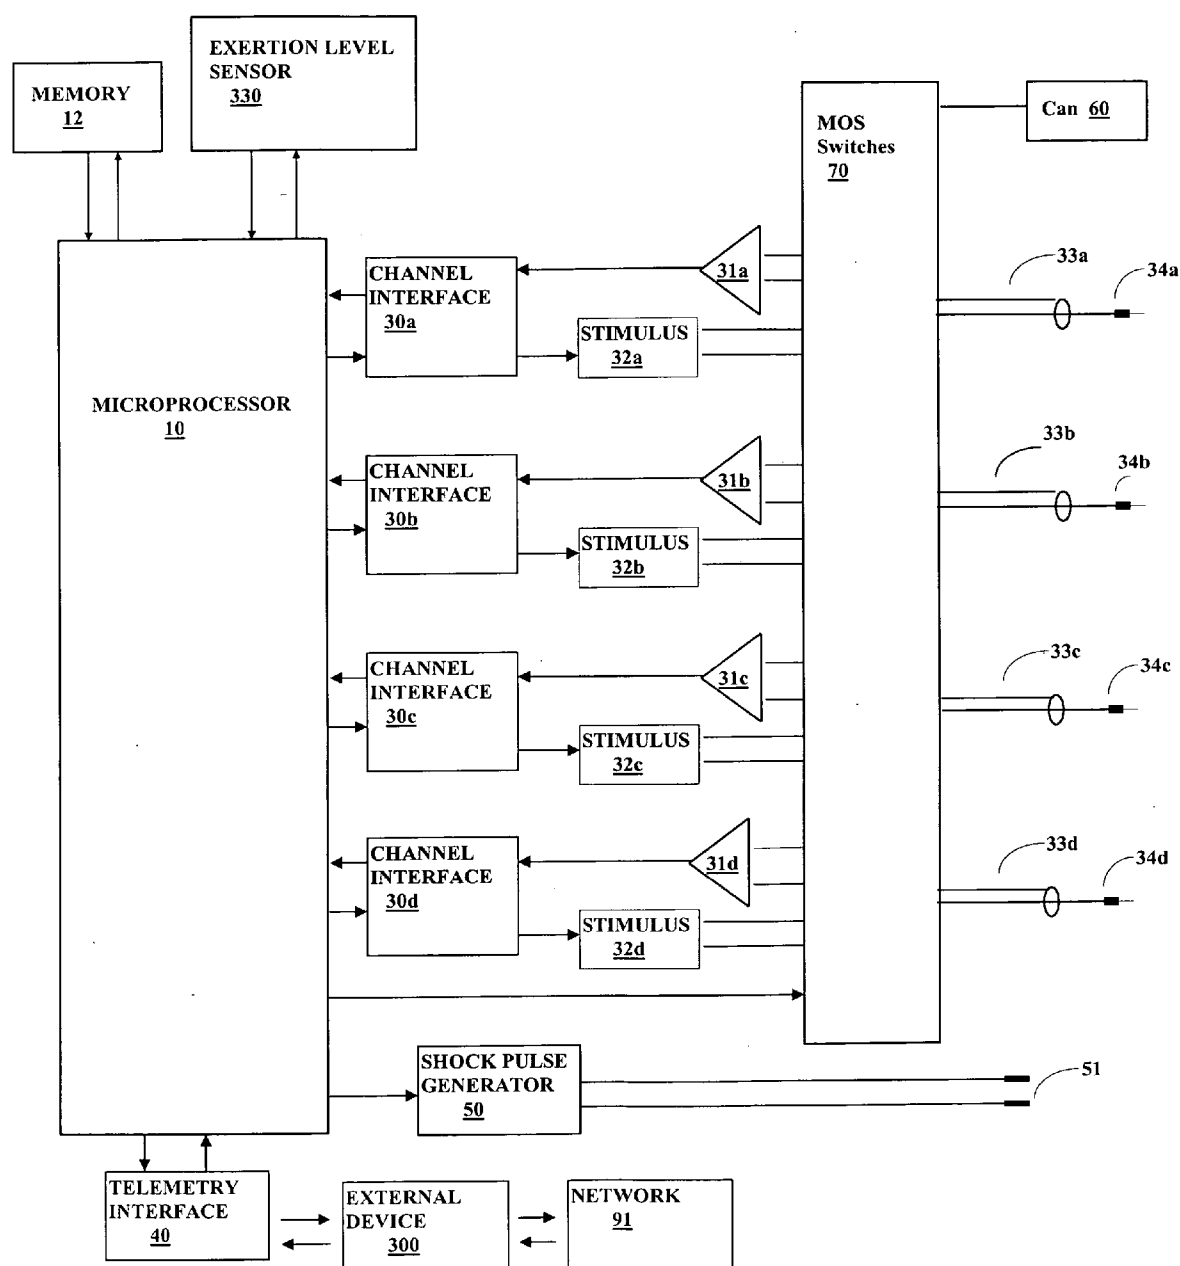 EXERTION LEVEL
SENSOR
330
MEMORY
12
MOS
Switches
70
Can 60
MICROPROCESSOR
10
CHANNEL
INTERFACE
30a
31a
STIMULUS
32a
33a
34a
CHANNEL
INTERFACE
30b
31b
STIMULUS
32b
33b
34b
CHANNEL
INTERFACE
30c
31c
STIMULUS
32c
33c
34c
CHANNEL
INTERFACE
30d
31d
STIMULUS
32d
33d
34d
SHOCK PULSE
GENERATOR
50
51
TELEMETRY
INTERFACE
40
EXTERNAL
DEVICE
300
NETWORK
91